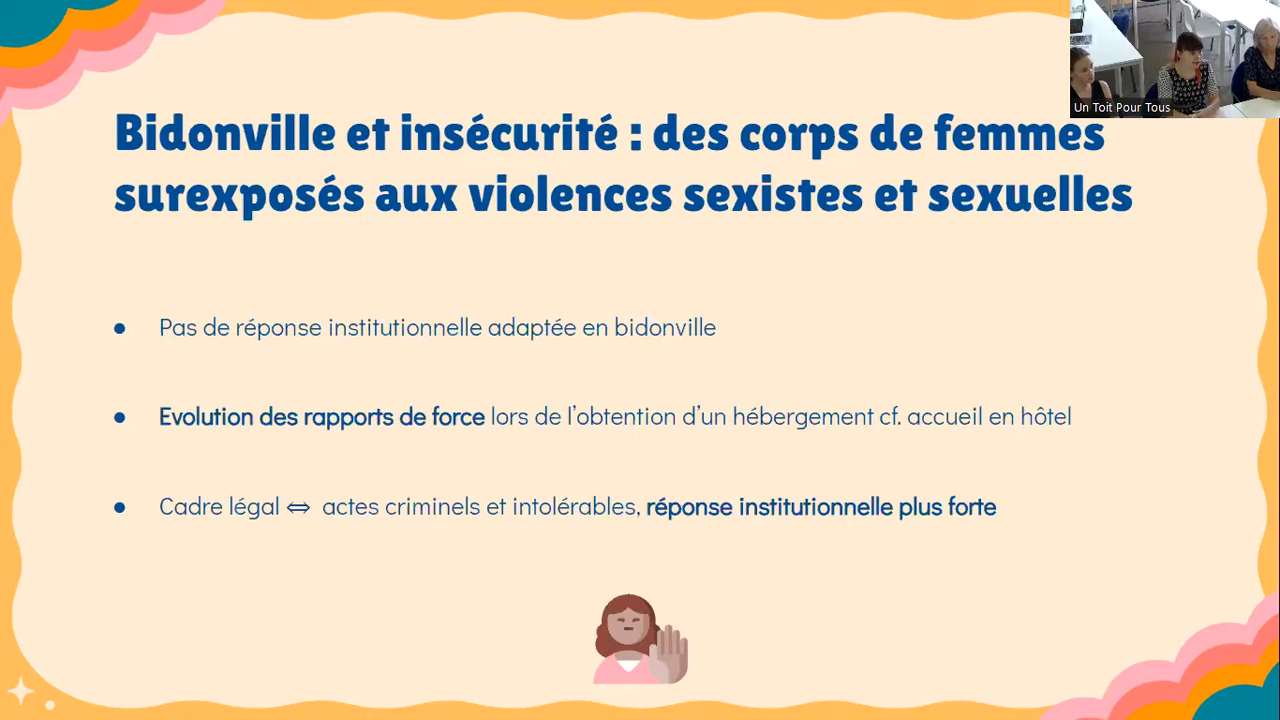 Un Toit Pour Tous
Bidonville et insécurité : des corps de femmes
surexposés aux violences sexistes et sexuelles
● Pas de réponse institutionnelle adaptée en bidonville
● Evolution des rapports de force lors de l'obtention d'un hébergement cf. accueil en hôtel
● Cadre légal ⇔ actes criminels et intolérables, réponse institutionnelle plus forte